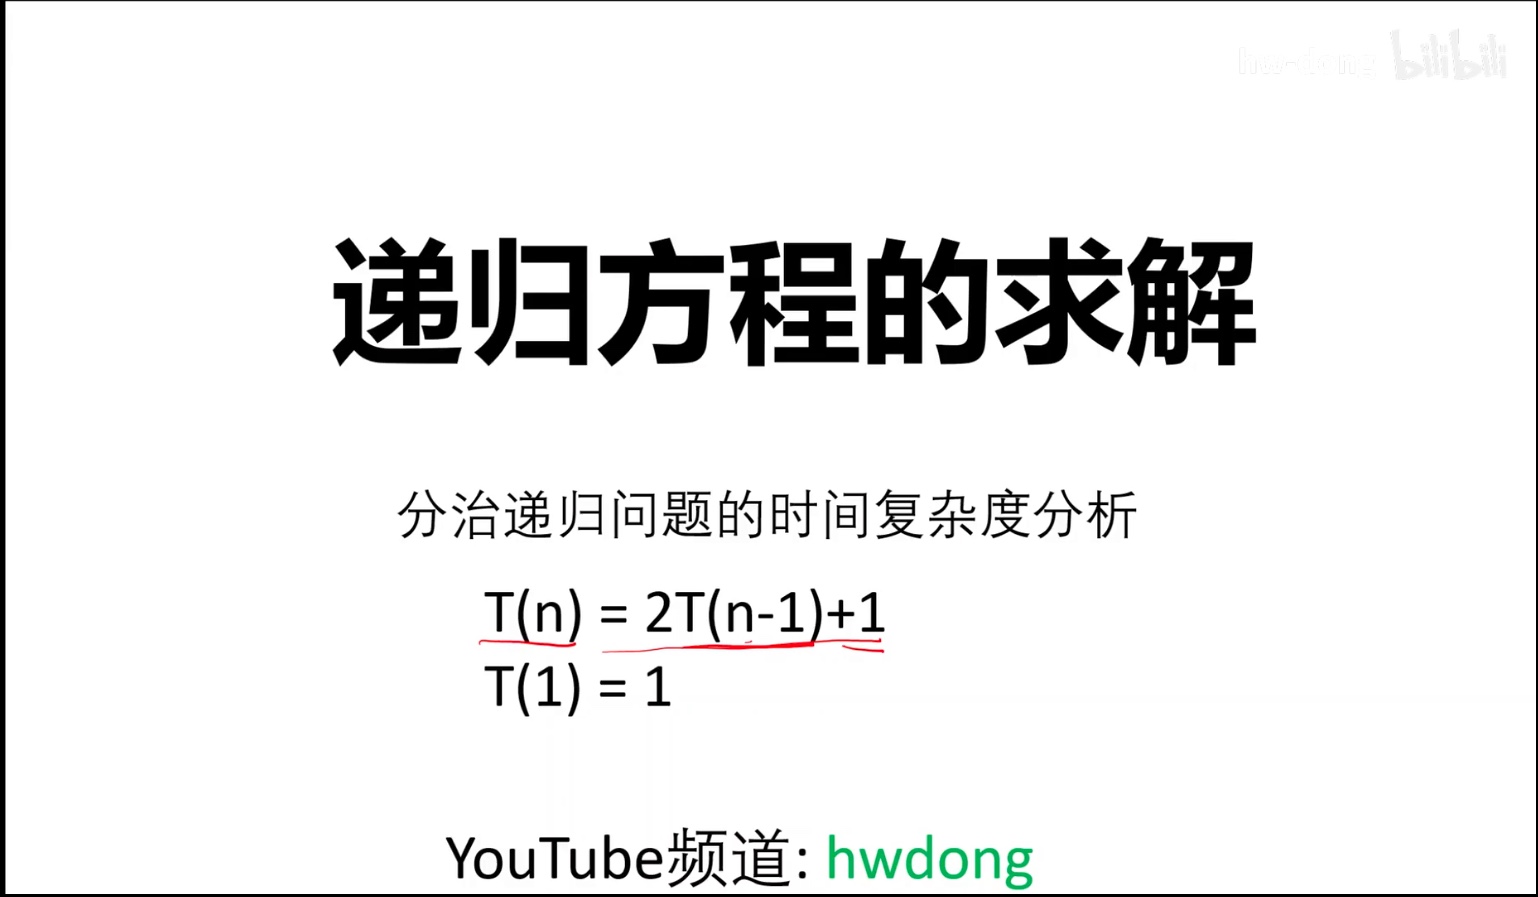 hw-dong bilibili
递归方程的求解
分治递归问题的时间复杂度分析
T(n) = 2T(n-1)+1
T(1) = 1
YouTube频道: hwdong